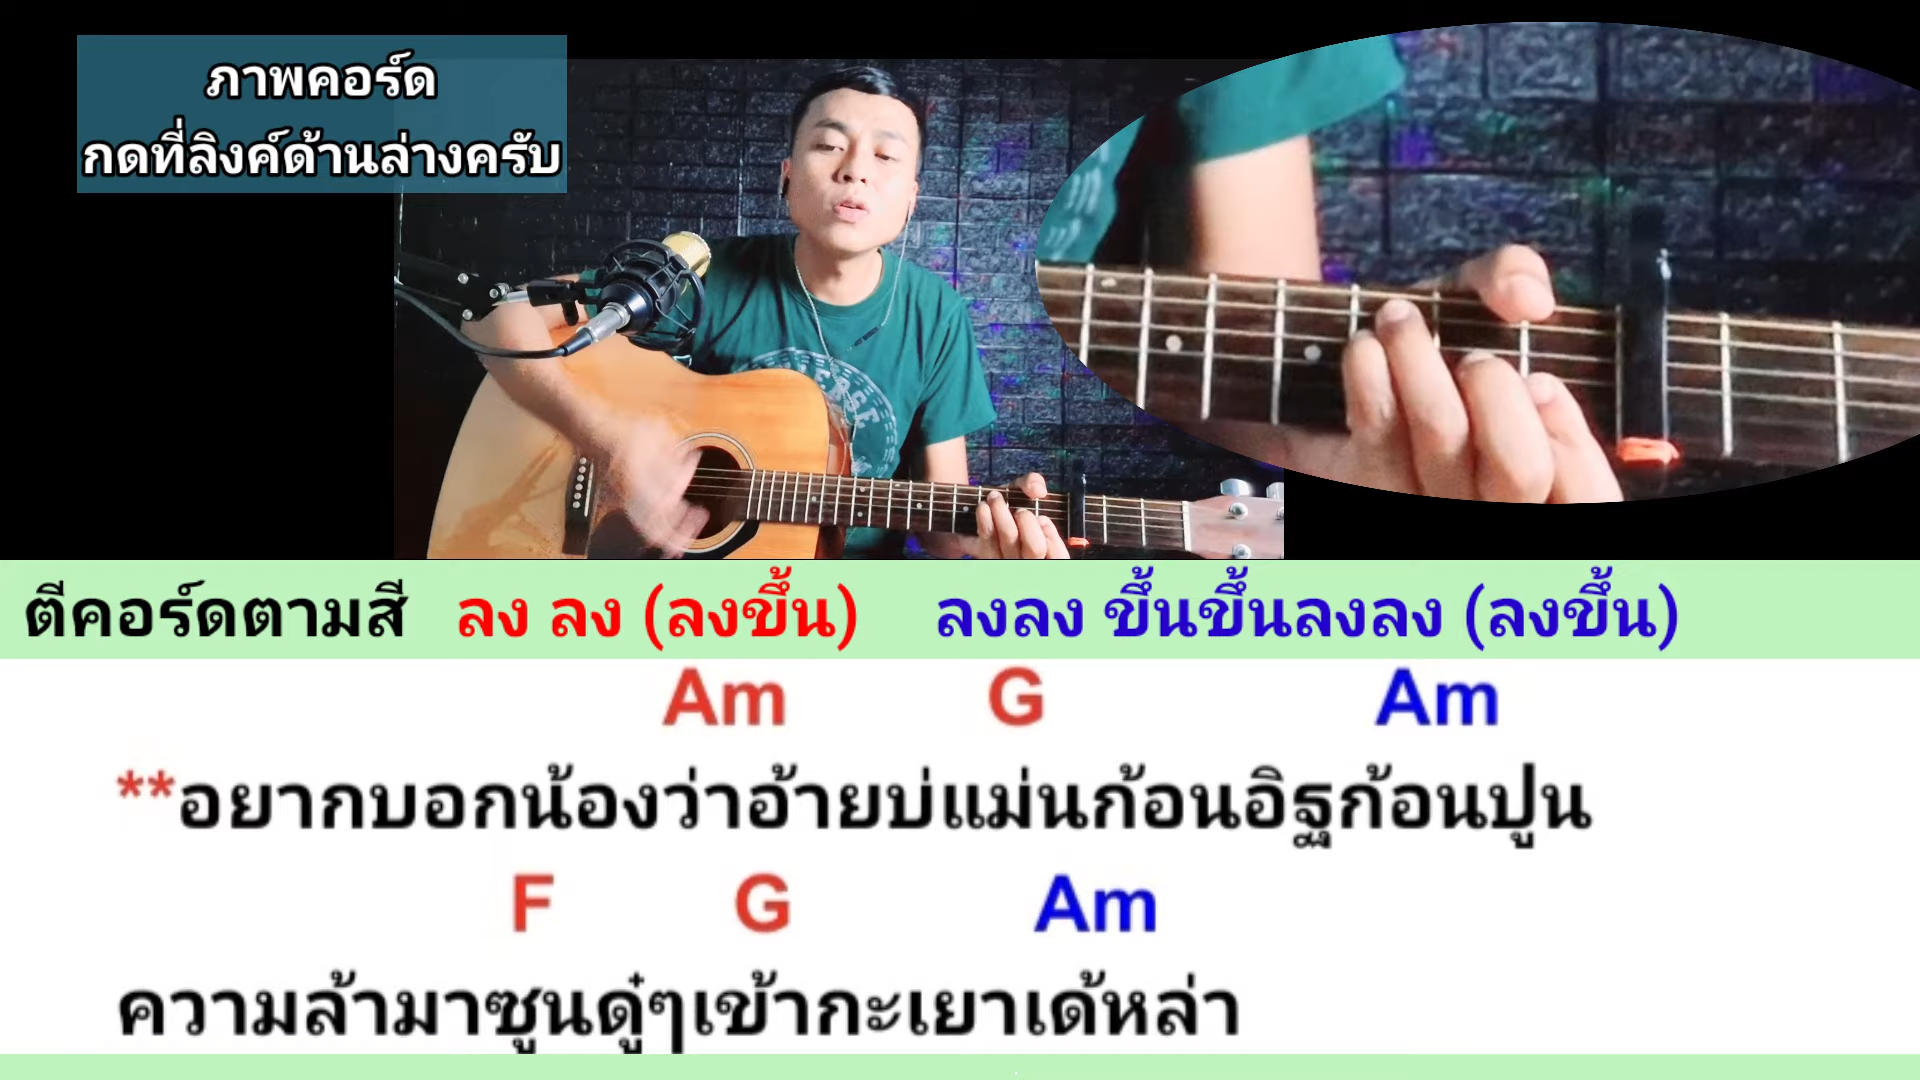 ภาพคอร์ด
กดที่ลิงค์ด้านล่างครับ
ตีคอร์ดตามสี ลง ลง (ลงขึ้น) ลงลง ขึ้นขึ้นลงลง (ลงขึ้น)
Am G Am
**อยากบอกน้องว่าอ้ายบ่แม่นก้อนอิฐก้อนปูน
F G Am
ความล้ามาซูนดู๋ๆเข้ากะเยาเด้หล่า